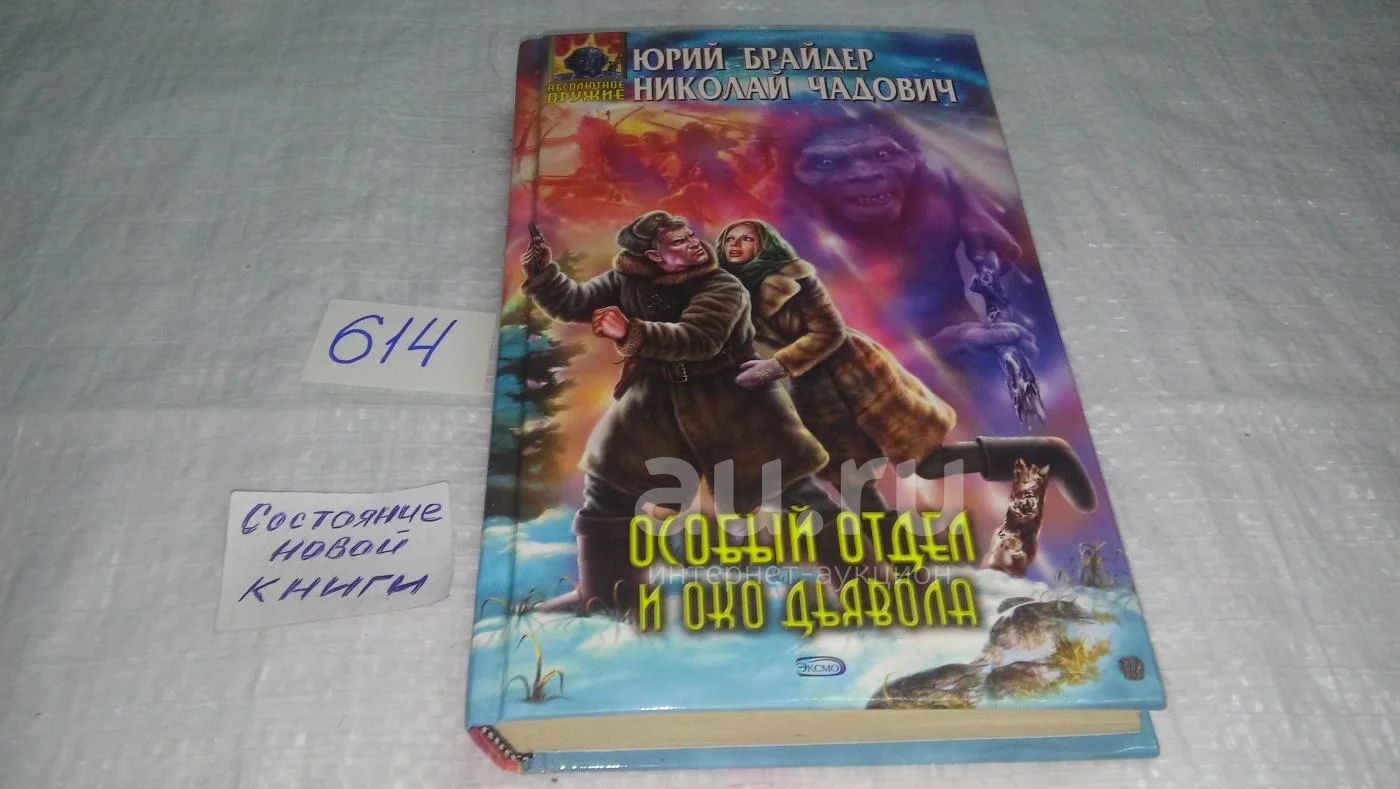 ЮРИЙ БРАЙДЕР
НИКОЛАЙ ЧАДОВИЧ
АБСОЛЮТНОЕ
ОРУЖИЕ
614
Состояние
новой
книги
au.ru
ОСОБЫЙ ОТДЕЛ
интернет-аукцион
И ОКО ДЬЯВОЛА
ЭКСМО